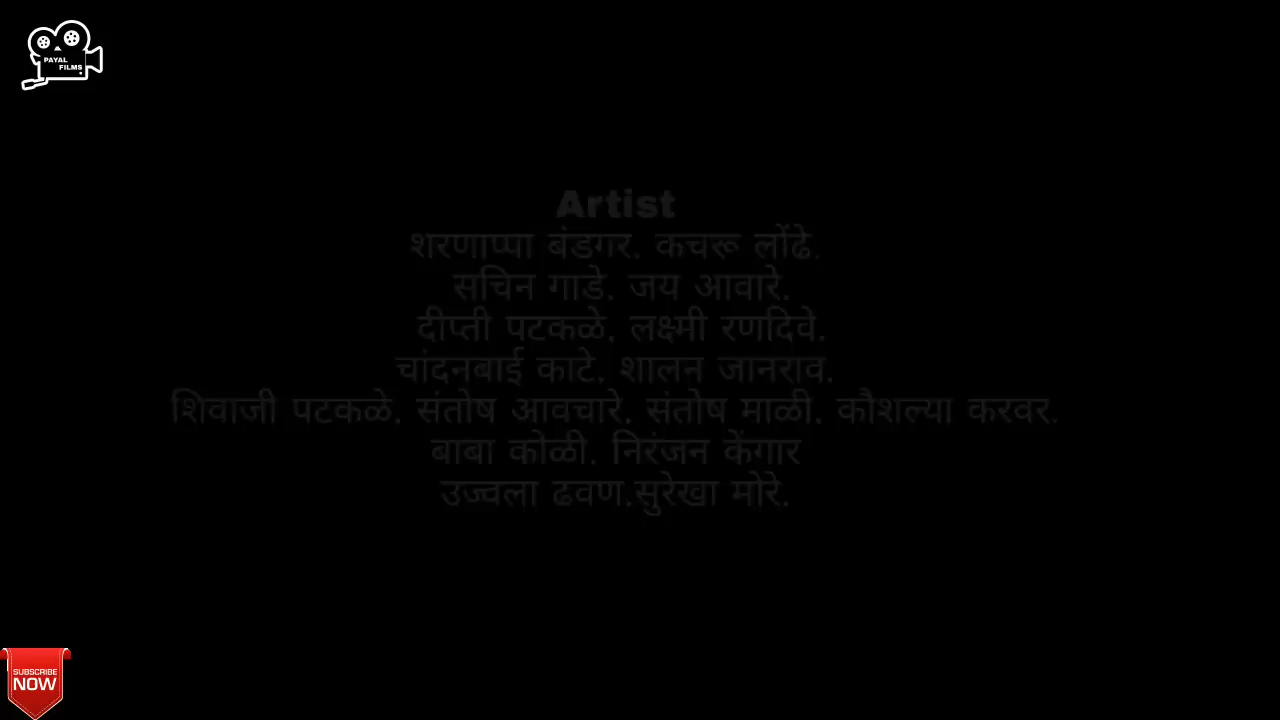 PAYAL
FILMS
Artist
शरणाप्पा बंडगर. कचरू लोंढे.
सचिन गाडे. जय आवारे.
दीप्ती पटकळे. लक्ष्मी रणदिवे.
चांदनबाई काटे. शालन जानराव.
शिवाजी पटकळे. संतोष आवचारे. संतोष माळी. कौशल्या करवर.
बाबा कोळी. निरंजन केंगार
उज्वला ढवण.सुरेखा मोरे.
SUBSCRIBE
NOW